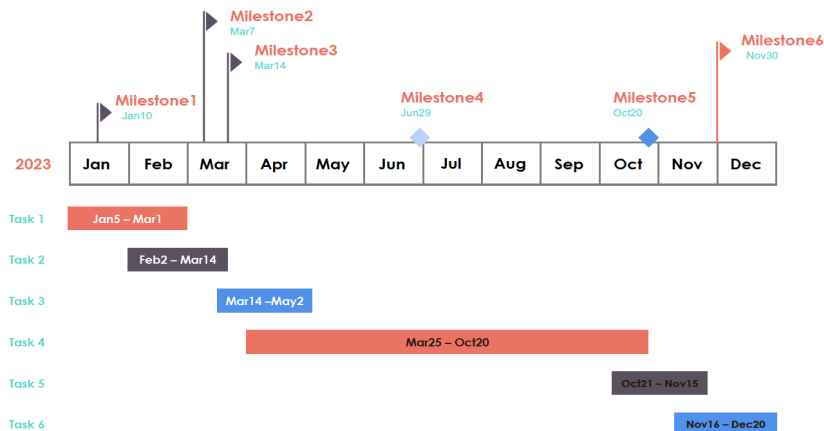 Milestone2
Mar7
Milestone3
Mar14
Milestone6
Nov30
Milestone1
Jan10
Milestone4
Jun29
Milestone5
Oct20
2023 Jan Feb Mar Apr May Jun Jul Aug Sep Oct Nov Dec
Task 1 Jan5 – Mar1
Task 2 Feb2 – Mar14
Task 3 Mar14 –May2
Task 4 Mar25 – Oct20
Task 5 Oct21 – Nov15
Task 6 Nov16 – Dec20